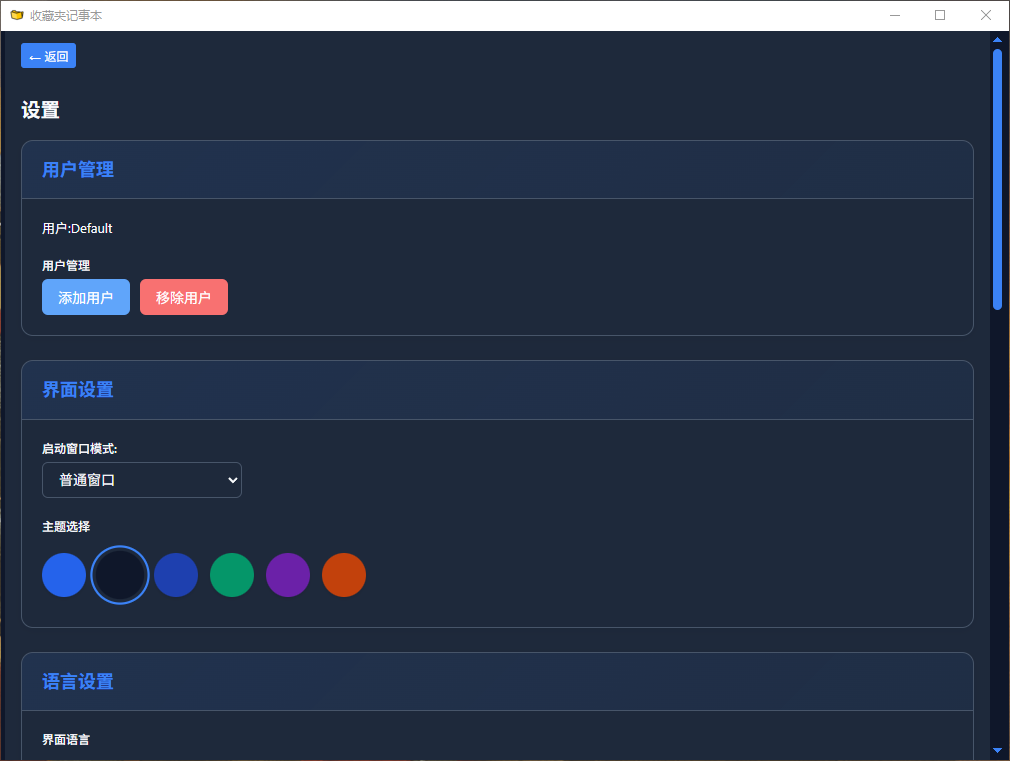 收藏夹记事本
← 返回
设置
用户管理
用户:Default
用户管理
添加用户 移除用户
界面设置
启动窗口模式:
普通窗口
主题选择
语言设置
界面语言